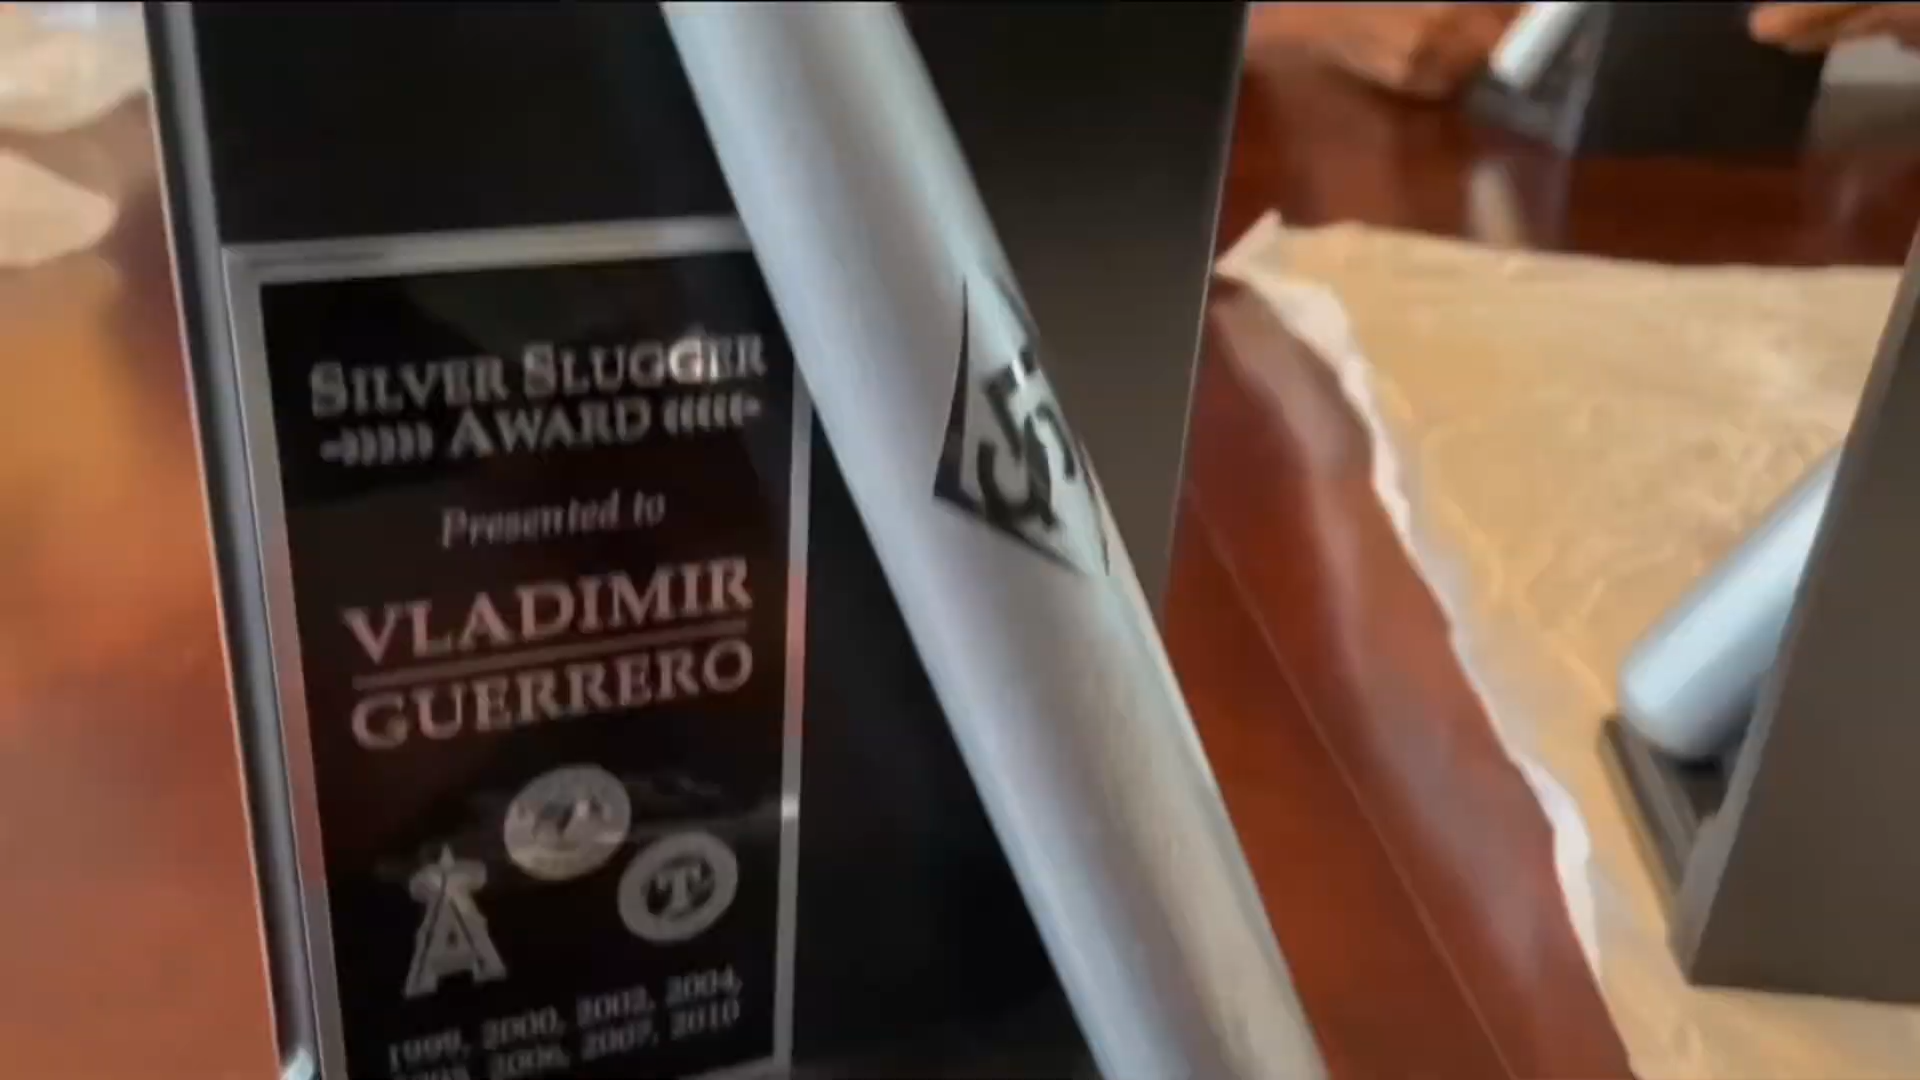 SILVER SLUGGER
AWARD
Presented to
VLADIMIR
GUERRERO
A
T
1999, 2000, 2002, 2004,
2006, 2007, 2010